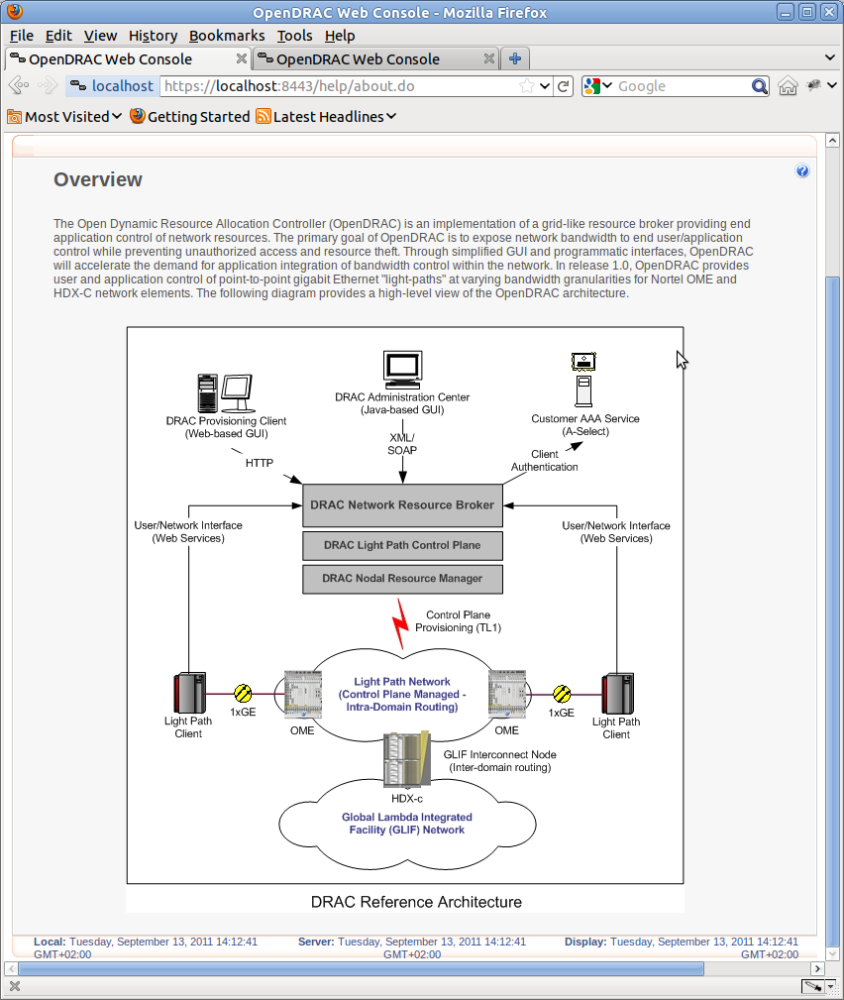 OpenDRAC Web Console - Mozilla Firefox
File Edit View History Bookmarks Tools Help
OpenDRAC Web Console
OpenDRAC Web Console
localhost https://localhost:8443/help/about.do
Google
Most Visited Getting Started Latest Headlines
Overview
The Open Dynamic Resource Allocation Controller (OpenDRAC) is an implementation of a grid-like resource broker providing end
application control of network resources. The primary goal of OpenDRAC is to expose network bandwidth to end user/application
control while preventing unauthorized access and resource theft. Through simplified GUI and programmatic interfaces, OpenDRAC
will accelerate the demand for application integration of bandwidth control within the network. In release 1.0, OpenDRAC provides
user and application control of point-to-point gigabit Ethernet "light-paths" at varying bandwidth granularities for Nortel OME and
HDX-C network elements. The following diagram provides a high-level view of the OpenDRAC architecture.
DRAC Provisioning Client
(Web-based GUI)
DRAC Administration Center
(Java-based GUI)
Customer AAA Service
(A-Select)
HTTP
XML/
SOAP
Client
Authentication
DRAC Network Resource Broker
User/Network Interface
(Web Services)
User/Network Interface
(Web Services)
DRAC Light Path Control Plane
DRAC Nodal Resource Manager
Control Plane
Provisioning (TL1)
Light Path Network
(Control Plane Managed -
Intra-Domain Routing)
Light Path
Client
1xGE
OME
OME
1xGE
Light Path
Client
GLIF Interconnect Node
(Inter-domain routing)
HDX-c
Global Lambda Integrated
Facility (GLIF) Network
DRAC Reference Architecture
Local: Tuesday, September 13, 2011 14:12:41
GMT+02:00
Server: Tuesday, September 13, 2011 14:12:41
GMT+02:00
Display: Tuesday, September 13, 2011 14:12:41
GMT+02:00